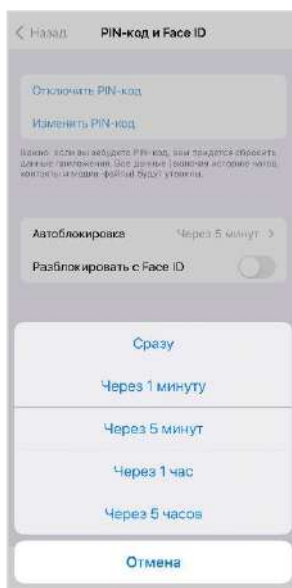 Назад PIN-код и Face ID
Отключить PIN-код
Изменить PIN-код
Важно: если вы забудете PIN-код, вам придется сбросить
данные приложения. Все данные (включая историю чатов,
контакты и медиа-файлы) будут утеряны.
Автоблокировка Через 5 минут
Разблокировать с Face ID
Сразу
Через 1 минуту
Через 5 минут
Через 1 час
Через 5 часов
Отмена